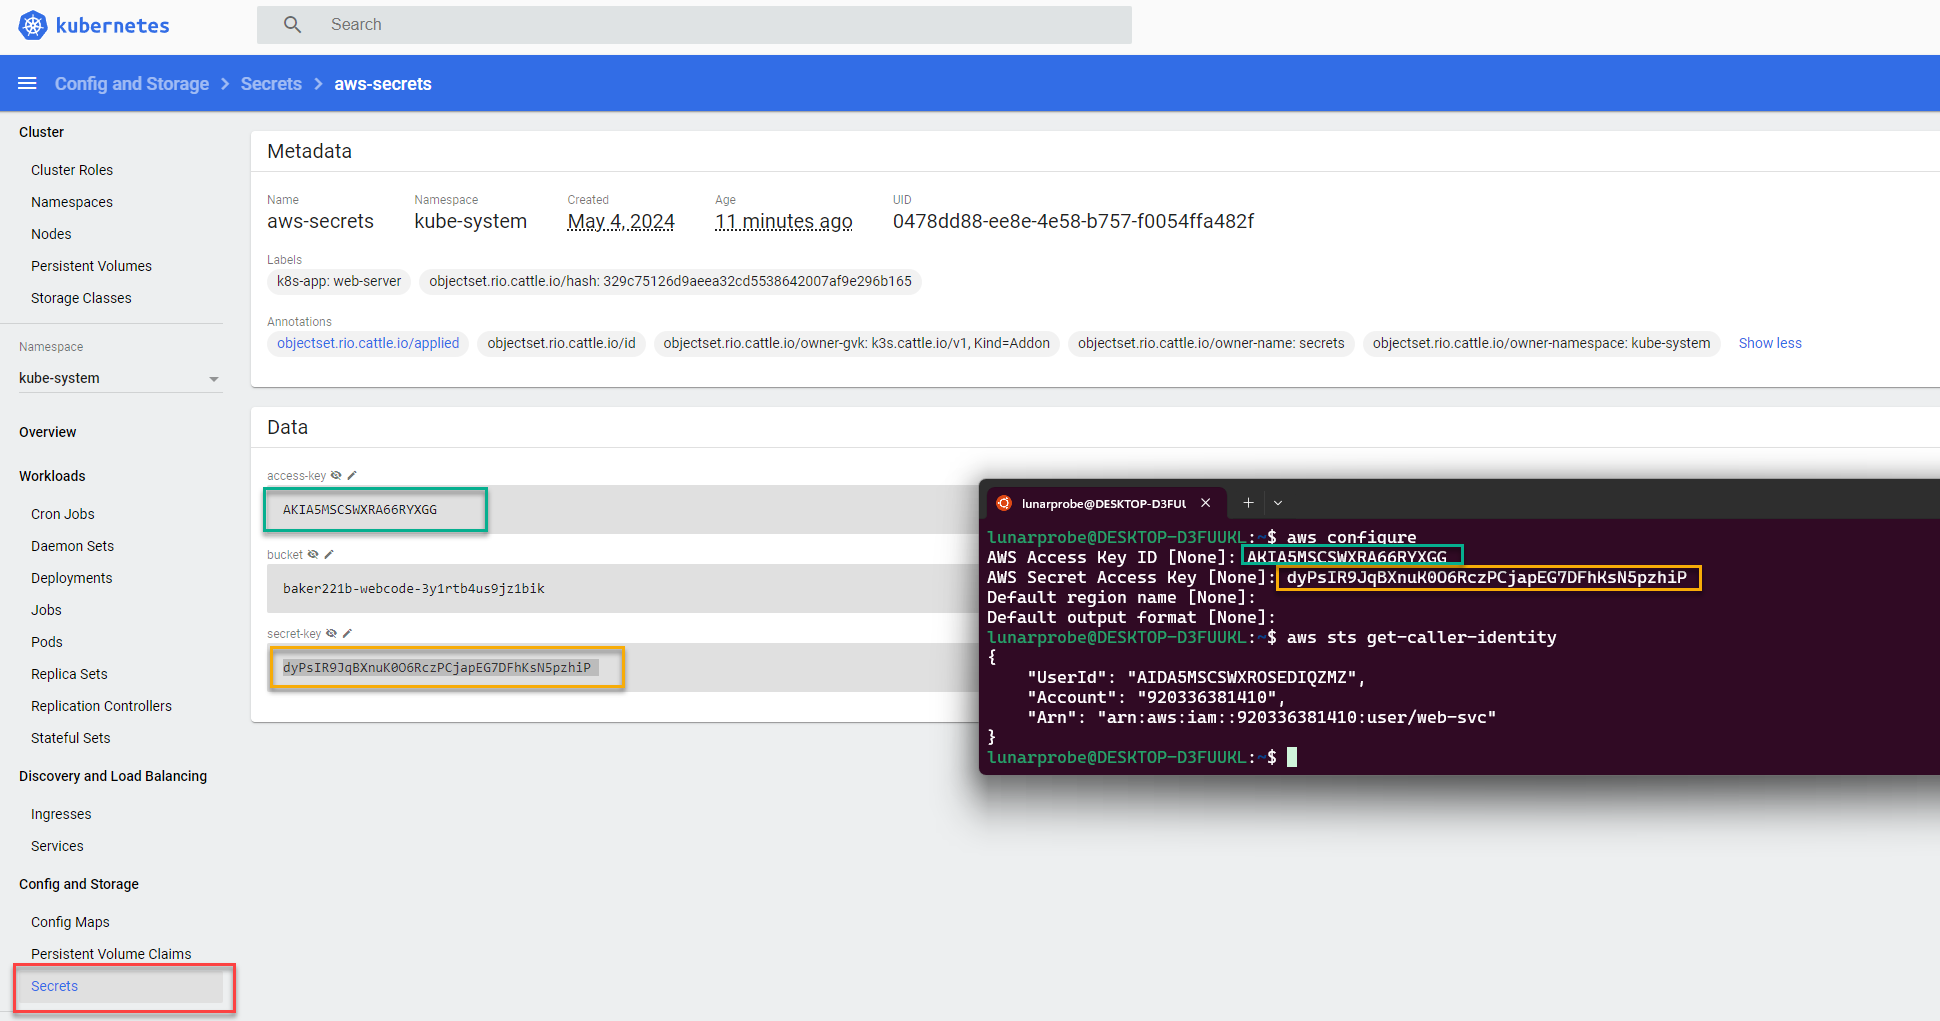 kubernetes
Search
Config and Storage > Secrets > aws-secrets
Cluster
Cluster Roles
Namespaces
Nodes
Persistent Volumes
Storage Classes
Namespace
kube-system
Overview
Workloads
Cron Jobs
Daemon Sets
Deployments
Jobs
Pods
Replica Sets
Replication Controllers
Stateful Sets
Discovery and Load Balancing
Ingresses
Services
Config and Storage
Config Maps
Persistent Volume Claims
Secrets
Metadata
Name Namespace Created Age UID
aws-secrets kube-system May 4, 2024 11 minutes ago 0478dd88-ee8e-4e58-b757-f0054ffa482f
Labels
k8s-app: web-server objectset.rio.cattle.io/hash: 329c75126d9aeea32cd5538642007af9e296b165
Annotations
objectset.rio.cattle.io/applied objectset.rio.cattle.io/id objectset.rio.cattle.io/owner-gvk: k3s.cattle.io/v1, Kind=Addon objectset.rio.cattle.io/owner-name: secrets objectset.rio.cattle.io/owner-namespace: kube-system Show less
Data
access-key
AKIA5MSCSWXRA66RYXGG
bucket
baker221b-webcode-3y1rtb4us9jz1bik
secret-key
dyPsIR9JqBXnuK0O6RczPCjapEG7DFhKsN5pzhiP
lunarprobe@DESKTOP-D3FUU
lunarprobe@DESKTOP-D3FUUKL:~$ aws configure
AWS Access Key ID [None]: AKIA5MSCSWXRA66RYXGG
AWS Secret Access Key [None]: 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
Default region name [None]:
Default output format [None]:
lunarprobe@DESKTOP-D3FUUKL:~$ aws sts get-caller-identity
{
"UserId": "AIDA5MSCSWXROSEDIQZMZ",
"Account": "920336381410",
"Arn": "arn:aws:iam::920336381410:user/web-svc"
}
lunarprobe@DESKTOP-D3FUUKL:~$